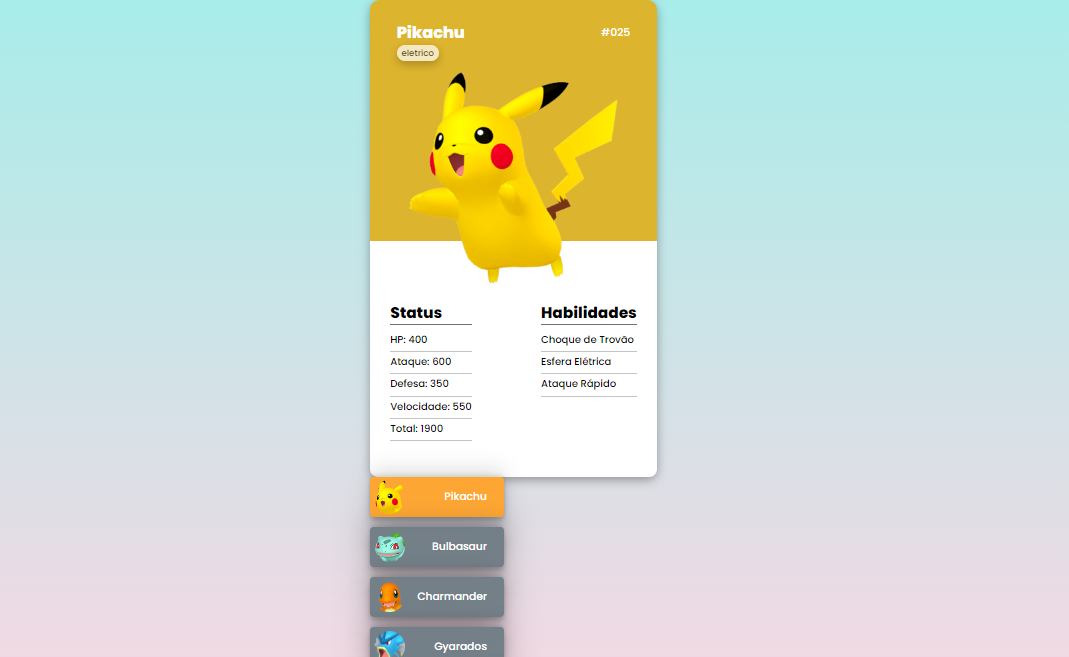 Pikachu
#025
eletrico
Status
HP: 400
Ataque: 600
Defesa: 350
Velocidade: 550
Total: 1900
Habilidades
Choque de Trovão
Esfera Elétrica
Ataque Rápido
Pikachu
Bulbasaur
Charmander
Gyarados